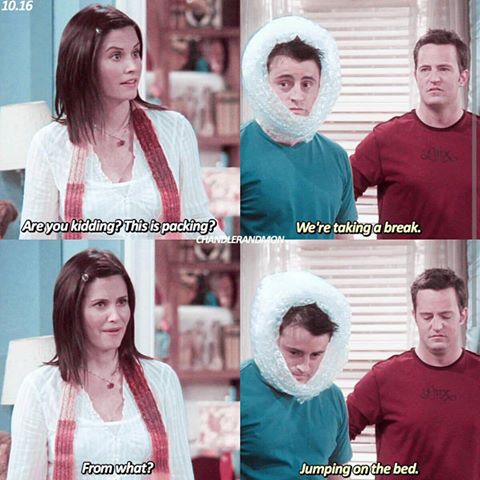 10.16
Are you kidding? This is packing?
We're taking a break.
CHANDLERANDMON
From what?
Jumping on the bed.